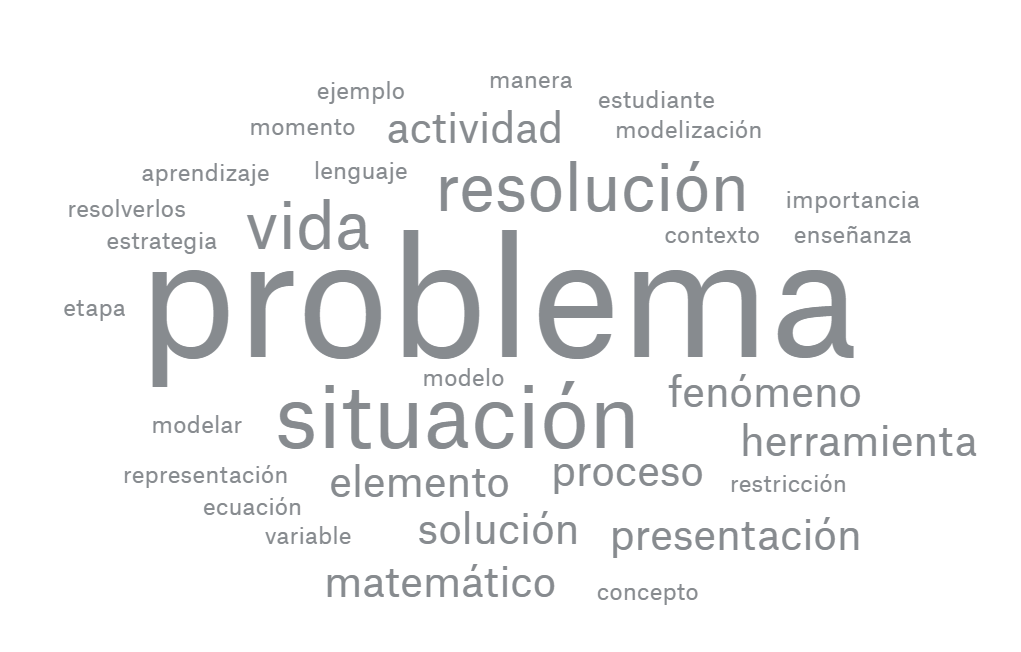 manera
ejemplo
estudiante
momento
actividad
modelización
aprendizaje
lenguaje
resolución
importancia
resolverlos
vida
estrategia
contexto
enseñanza
problema
etapa
modelo
fenómeno
situación
modelar
herramienta
representación
elemento
proceso
restricción
ecuación
variable
solución
presentación
matemático
concepto